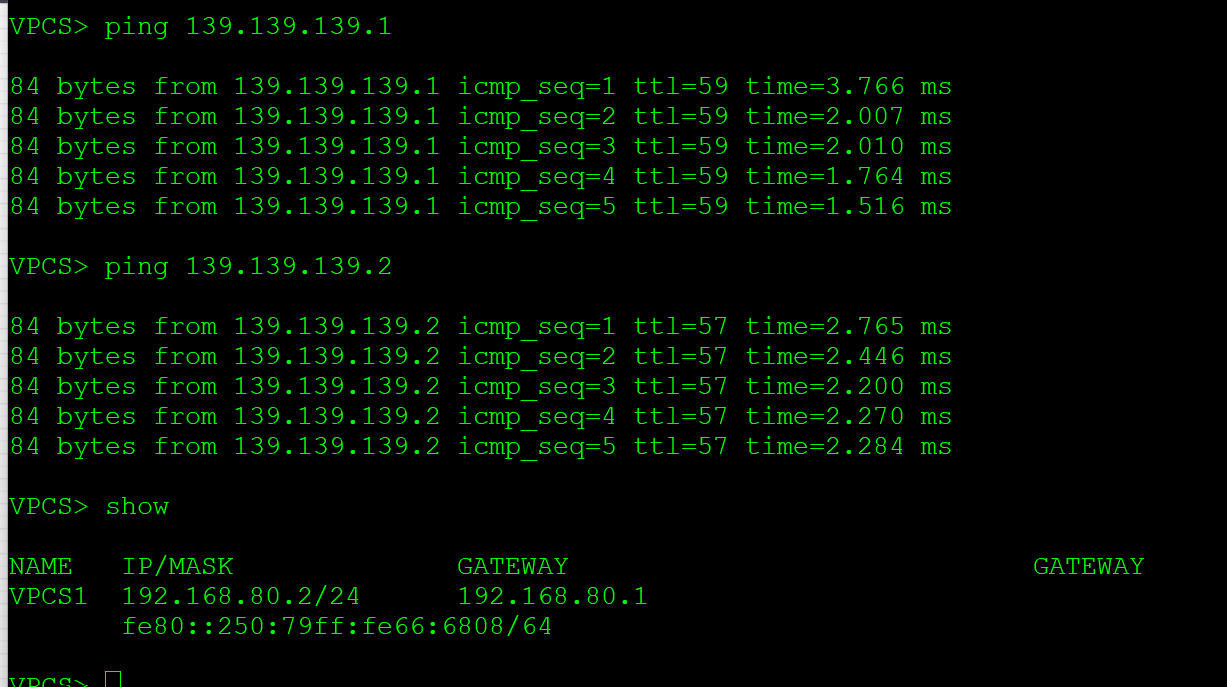 VPCS> ping 139.139.139.1
84 bytes from 139.139.139.1 icmp_seq=1 ttl=59 time=3.766 ms
84 bytes from 139.139.139.1 icmp_seq=2 ttl=59 time=2.007 ms
84 bytes from 139.139.139.1 icmp_seq=3 ttl=59 time=2.010 ms
84 bytes from 139.139.139.1 icmp_seq=4 ttl=59 time=1.764 ms
84 bytes from 139.139.139.1 icmp_seq=5 ttl=59 time=1.516 ms
VPCS> ping 139.139.139.2
84 bytes from 139.139.139.2 icmp_seq=1 ttl=57 time=2.765 ms
84 bytes from 139.139.139.2 icmp_seq=2 ttl=57 time=2.446 ms
84 bytes from 139.139.139.2 icmp_seq=3 ttl=57 time=2.200 ms
84 bytes from 139.139.139.2 icmp_seq=4 ttl=57 time=2.270 ms
84 bytes from 139.139.139.2 icmp_seq=5 ttl=57 time=2.284 ms
VPCS> show
NAME   IP/MASK              GATEWAY                             GATEWAY
VPCS1  192.168.80.2/24      192.168.80.1
       fe80::250:79ff:fe66:6808/64
VPCS>